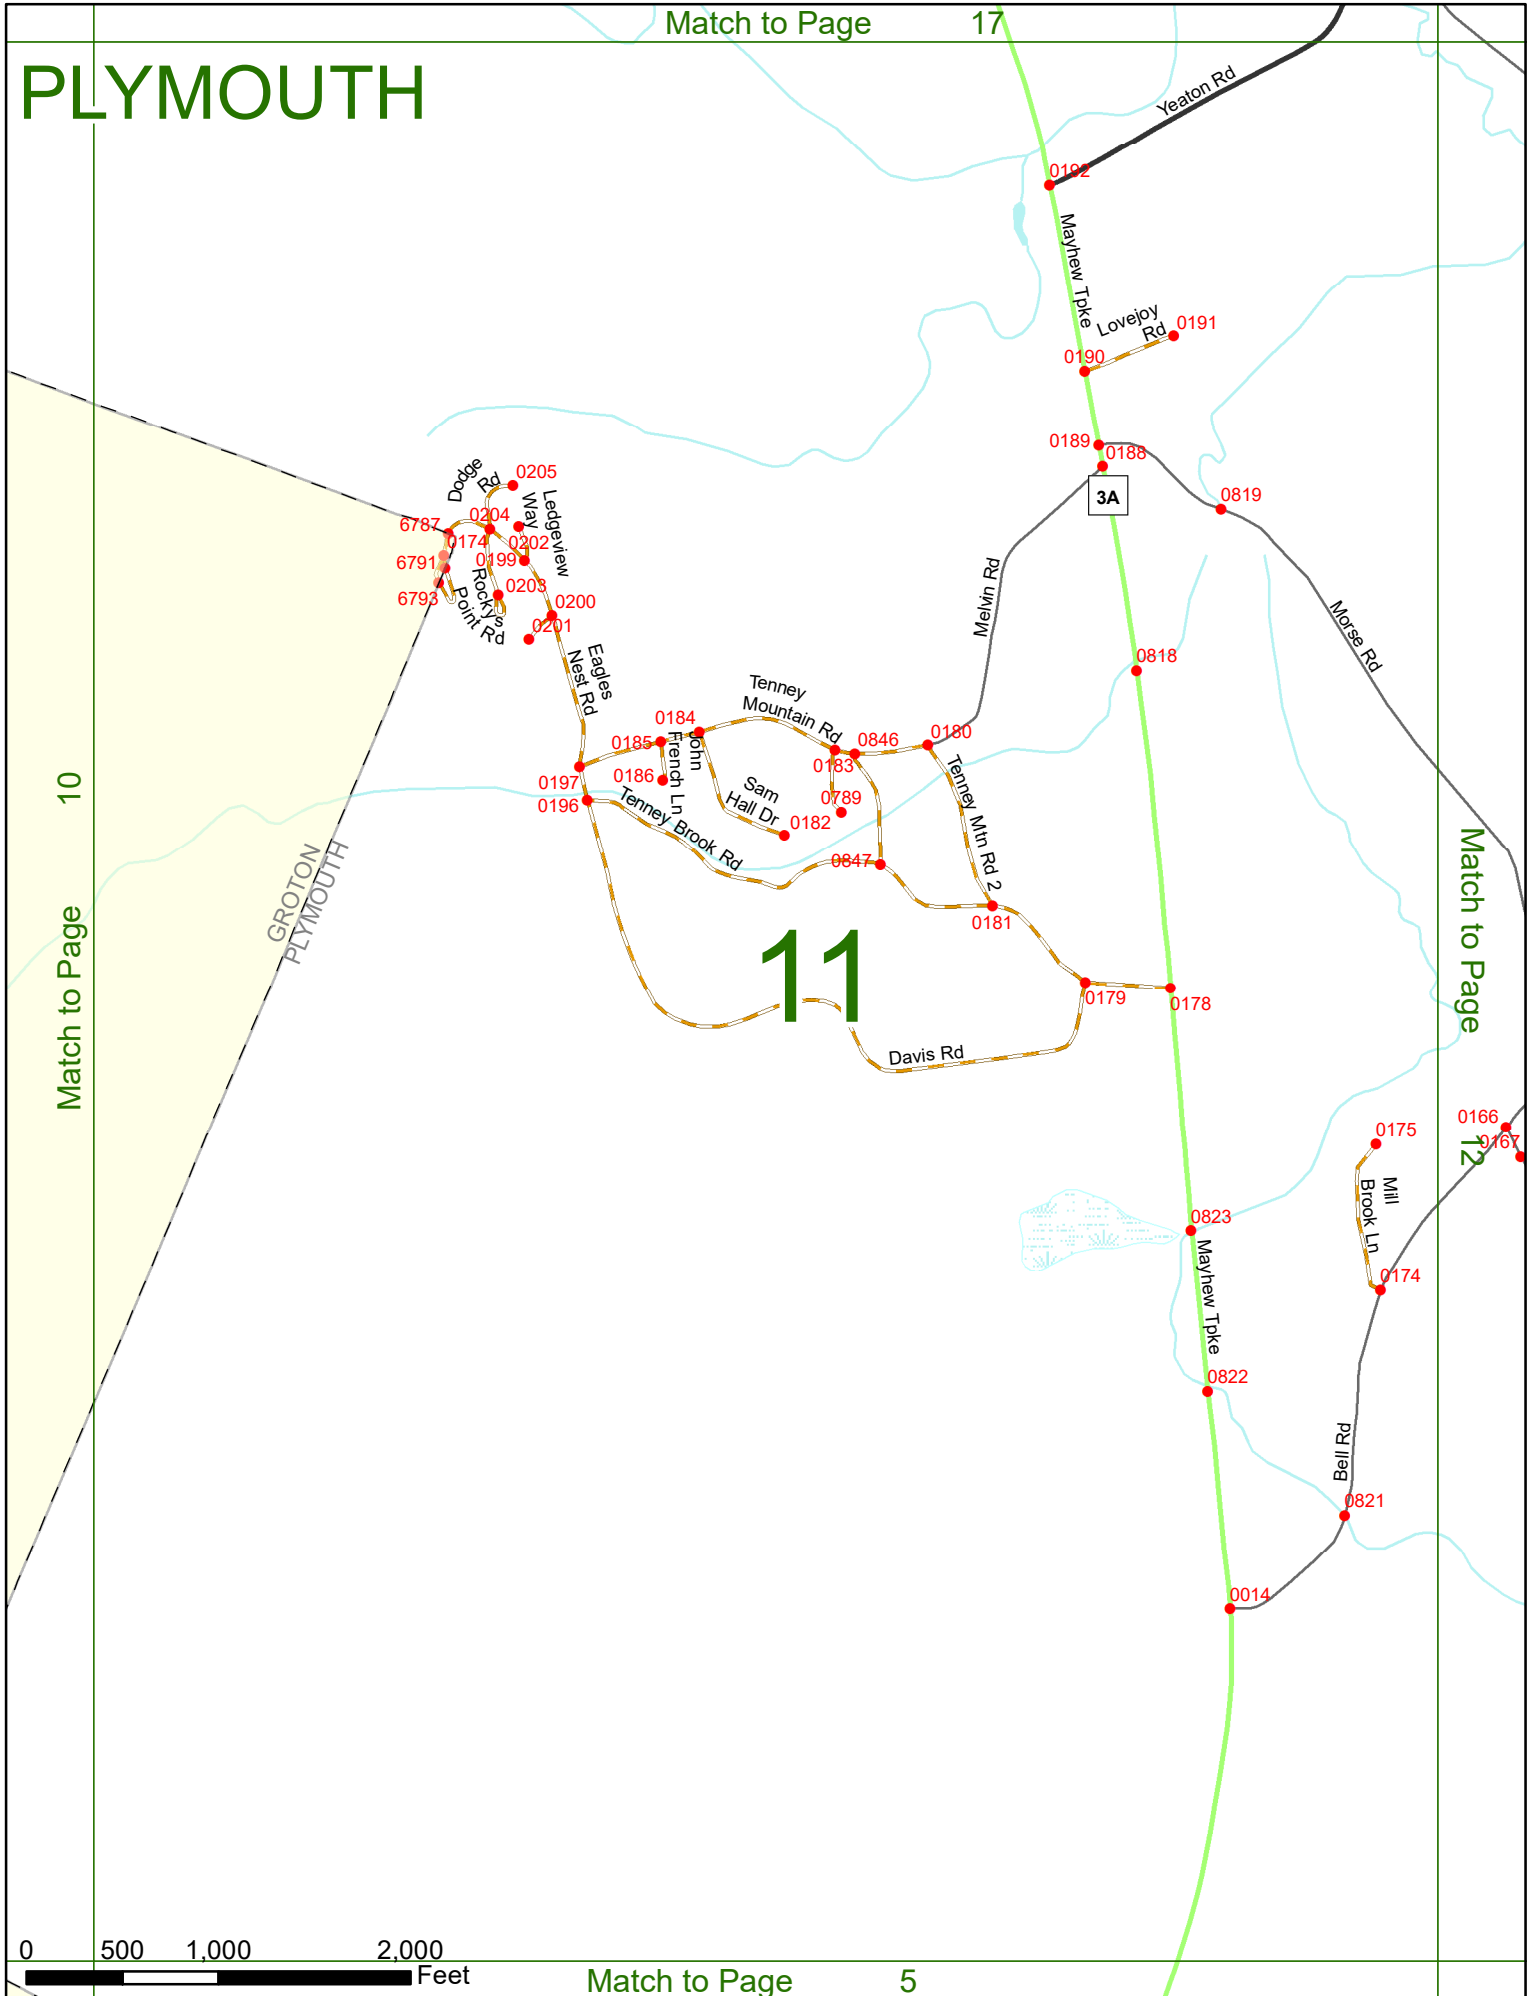 Match to Page 17
PLYMOUTH
Yeaton Rd
0192
Mayhew Tpke
Lovejoy
Rd
0191
0190
0189
0188
3A
0819
Dodge
Rd
0205
Ledgeview
Way
6787
0204
0174
0202
6791
0199
Rockys
Point Rd
0203
6793
0200
0201
Eagles
Nest Rd
Melvin Rd
Morse Rd
0818
Tenney
Mountain Rd
0184
0185
John
French Ln
0846
0180
0183
0197
0186
0196
Sam
Hall Dr
0789
0182
Tenney Brook Rd
Tenney Mtn Rd 2
0847
GROTON
PLYMOUTH
Match to Page 10
Match to Page 12
0181
11
0179
0178
Davis Rd
0166
0167
0175
Mill
Brook Ln
0823
Mayhew Tpke
0174
0822
Bell Rd
0821
0014
0 500 1,000 2,000
Feet
Match to Page 5